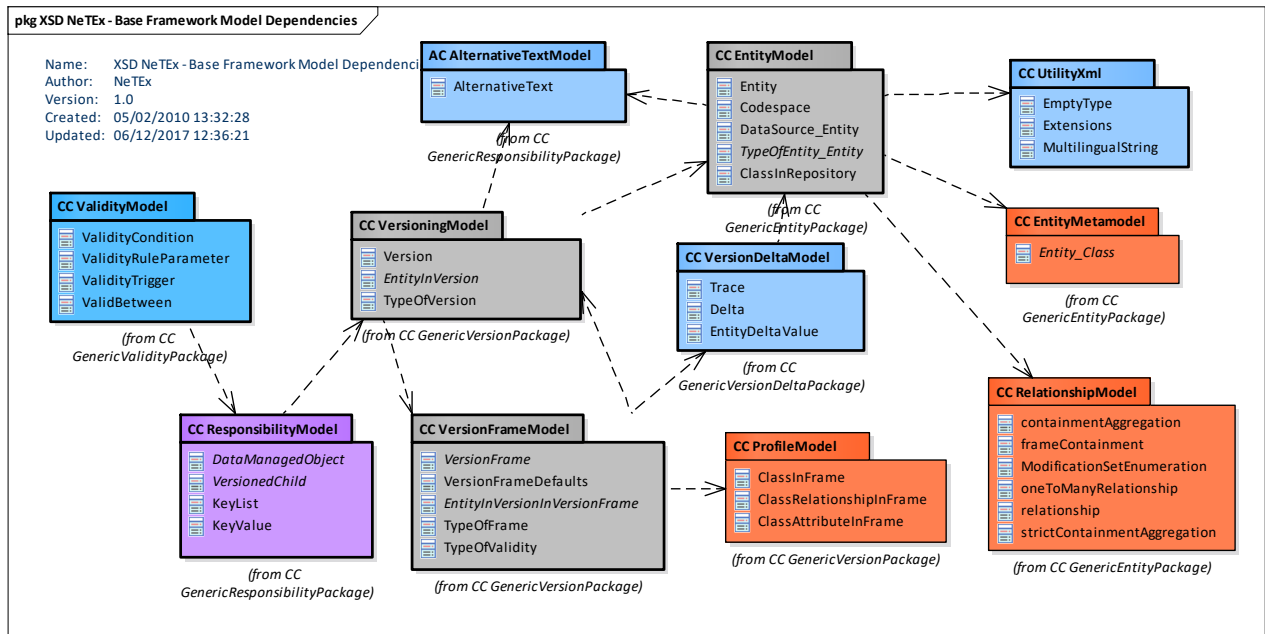 pkg XSD NeTEx - Base Framework Model Dependencies
Name: XSD NeTEx - Base Framework Model Dependenci
Author: NeTEx
Version: 1.0
Created: 05/02/2010 13:32:28
Updated: 06/12/2017 12:36:21
AC AlternativeTextModel
AlternativeText
(from CC
GenericResponsibilityPackage)
CC EntityModel
Entity
Codespace
DataSource_Entity
TypeOfEntity_Entity
ClassInRepository
(from CC
GenericEntityPackage)
CC UtilityXml
EmptyType
Extensions
MultilingualString
CC ValidityModel
ValidityCondition
ValidityRuleParameter
ValidityTrigger
ValidBetween
(from CC
GenericValidityPackage)
CC VersioningModel
Version
EntityInVersion
TypeOfVersion
(from CC GenericVersionPackage)
CC VersionDeltaModel
Trace
Delta
EntityDeltaValue
(from CC
GenericVersionDeltaPackage)
CC EntityMetamodel
Entity_Class
(from CC
GenericEntityPackage)
CC ResponsibilityModel
DataManagedObject
VersionedChild
KeyList
KeyValue
(from CC
GenericResponsibilityPackage)
CC VersionFrameModel
VersionFrame
VersionFrameDefaults
EntityInVersionInVersionFrame
TypeOfFrame
TypeOfValidity
(from CC GenericVersionPackage)
CC ProfileModel
ClassInFrame
ClassRelationshipInFrame
ClassAttributeInFrame
(from CC GenericVersionPackage)
CC RelationshipModel
containmentAggregation
frameContainment
ModificationSetEnumeration
oneToManyRelationship
relationship
strictContainmentAggregation
(from CC GenericEntityPackage)